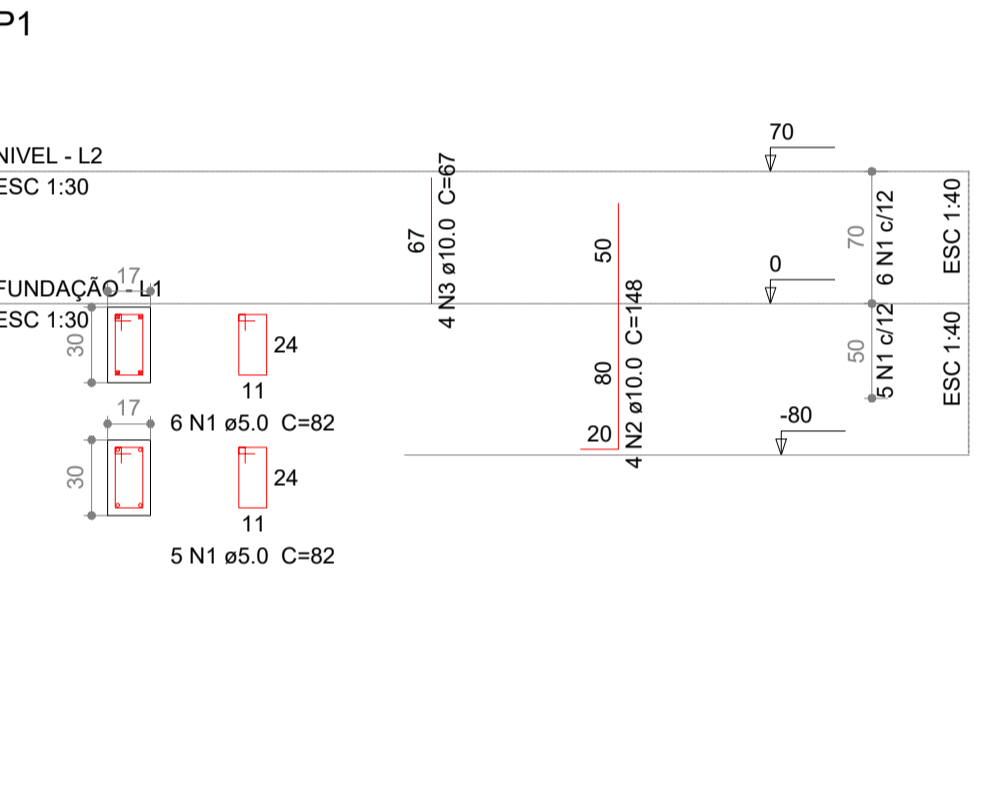 P1
70
NIVEL - L2
ESC 1:30
67
4 N3 ø10.0 C=67
50
70
6 N1 c/12
ESC 1:40
0
17
FUNDAÇÃO - L1
ESC 1:30
30
24
11
6 N1 ø5.0 C=82
80
20
4 N2 ø10.0 C=148
50
5 N1 c/12
ESC 1:40
-80
17
30
24
11
5 N1 ø5.0 C=82